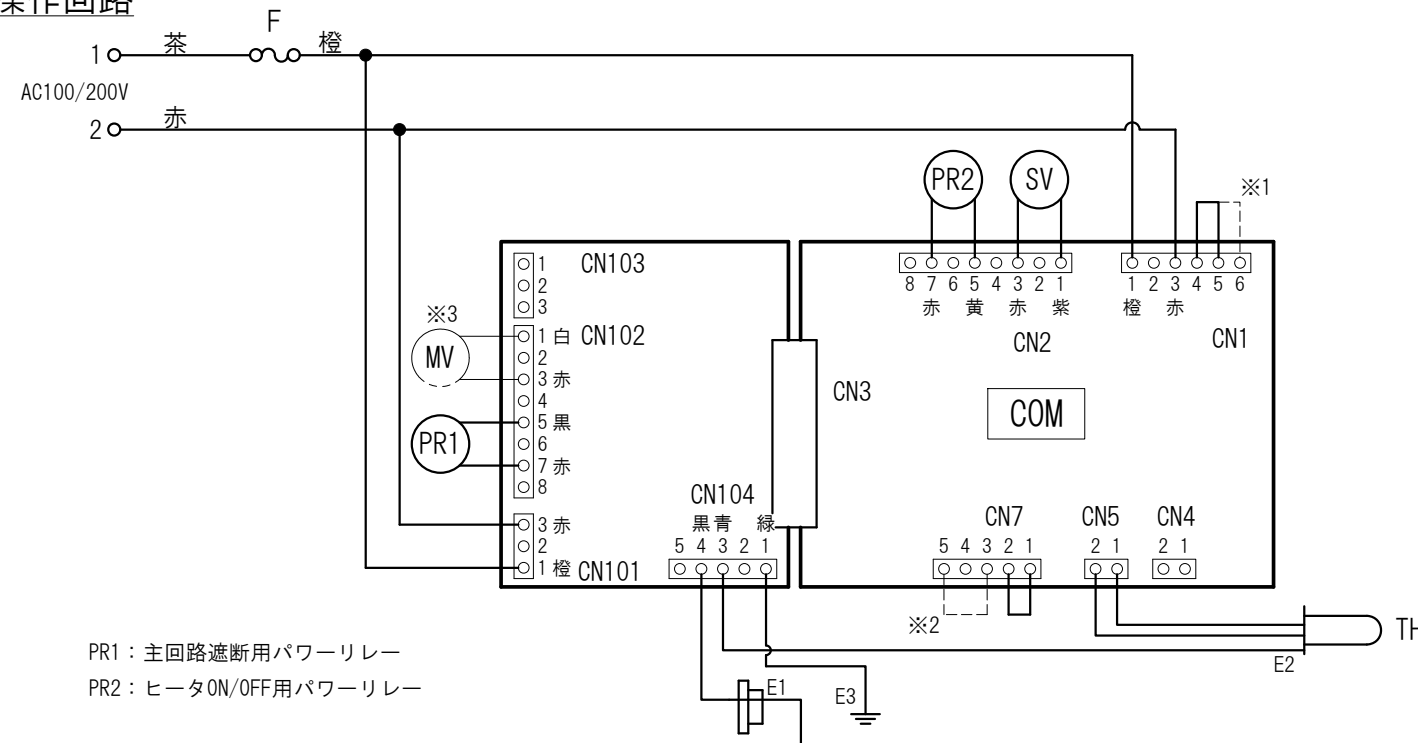 操作回路
F
1 茶 橙
AC100/200V
2 赤
PR2 SV ※1
CN103
1
2
3
8 7 6 5 4 3 2 1
赤 黄 赤 紫
1 2 3 4 5 6
橙 赤
CN2
CN1
※3
MV
PR1
CN102
1 白
2
3 赤
4
5 黒
6
7 赤
8
CN3
COM
3 赤
2
1 橙 CN101
CN104
黒 青 緑
5 4 3 2 1
CN7
5 4 3 2 1
CN5
2 1
CN4
2 1
※2
TH
E2
E1
E3
PR1：主回路遮断用パワーリレー
PR2：ヒータON/OFF用パワーリレー